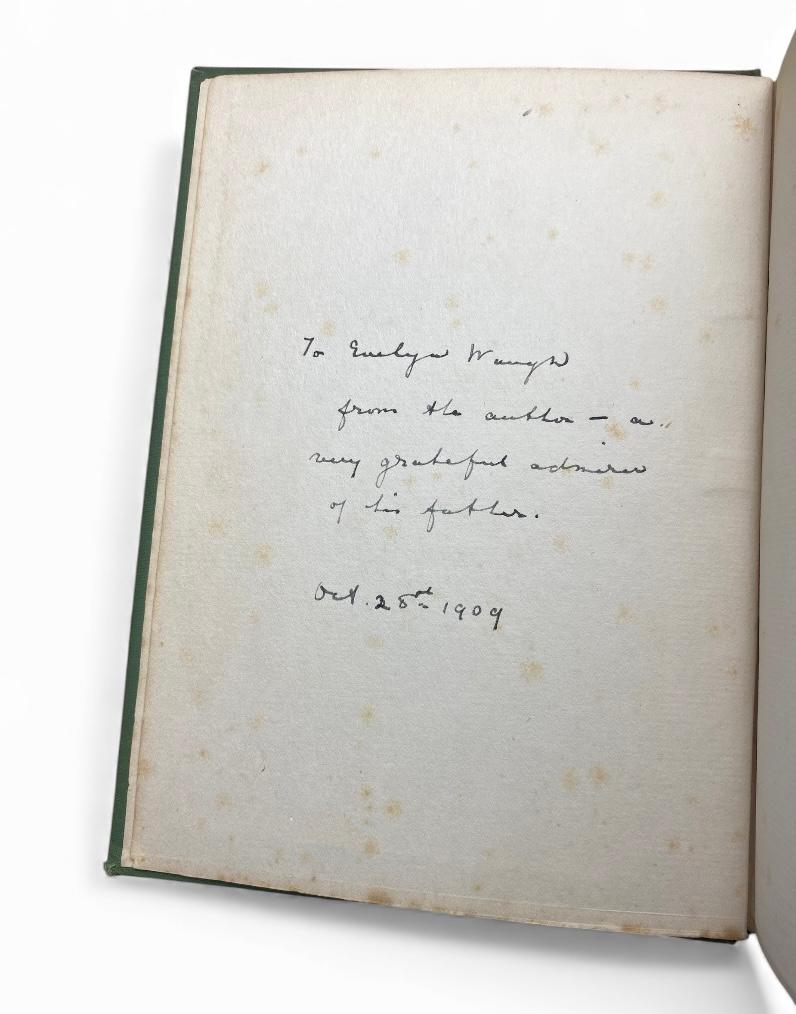 To Evelyn Waugh
from the author – a
very grateful admirer
of his father.
Oct. 28th 1909